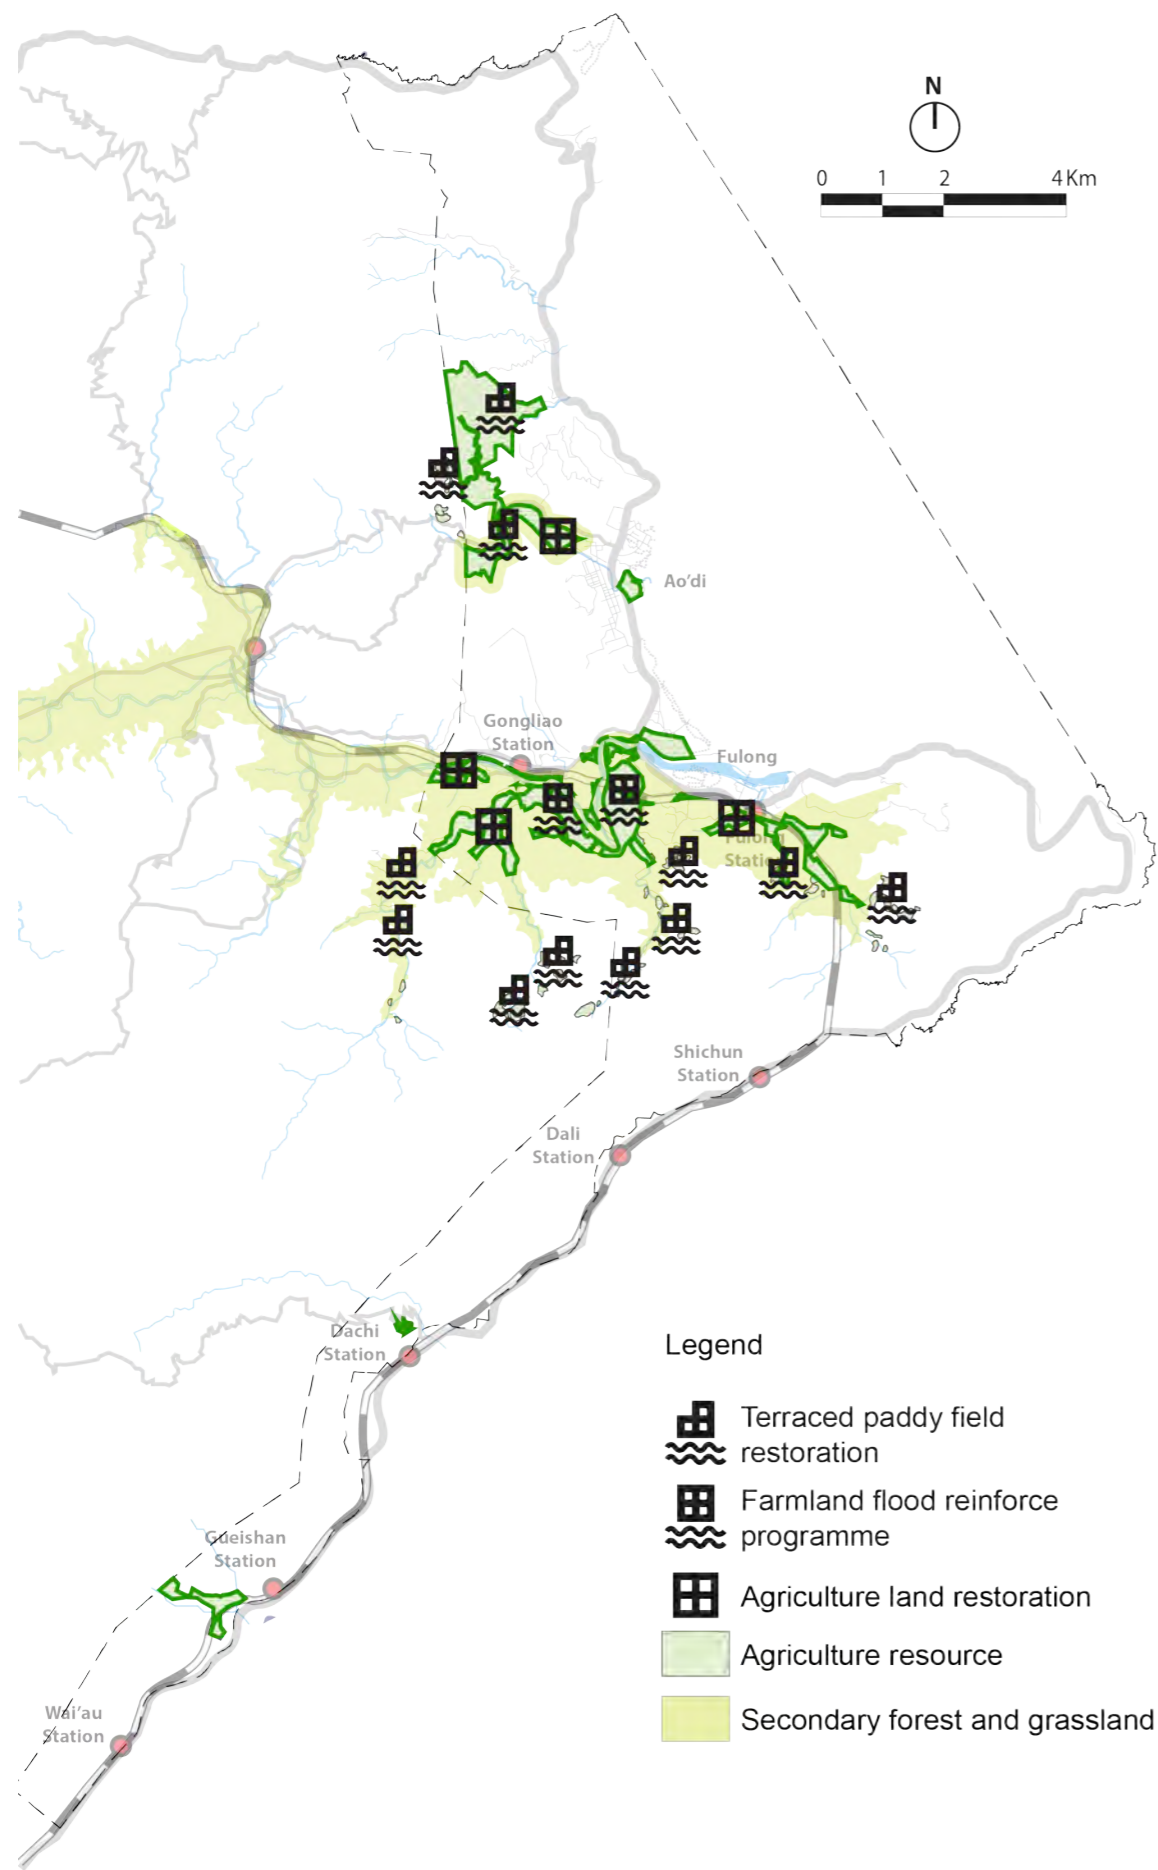 N
0 1 2 4 Km
Ao'di
Gongliao
Station
Fulong
Fulong
Station
Shichun
Station
Dali
Station
Dachi
Station
Gueishan
Station
Wai'au
Station
Legend
Terraced paddy field
restoration
Farmland flood reinforce
programme
Agriculture land restoration
Agriculture resource
Secondary forest and grassland